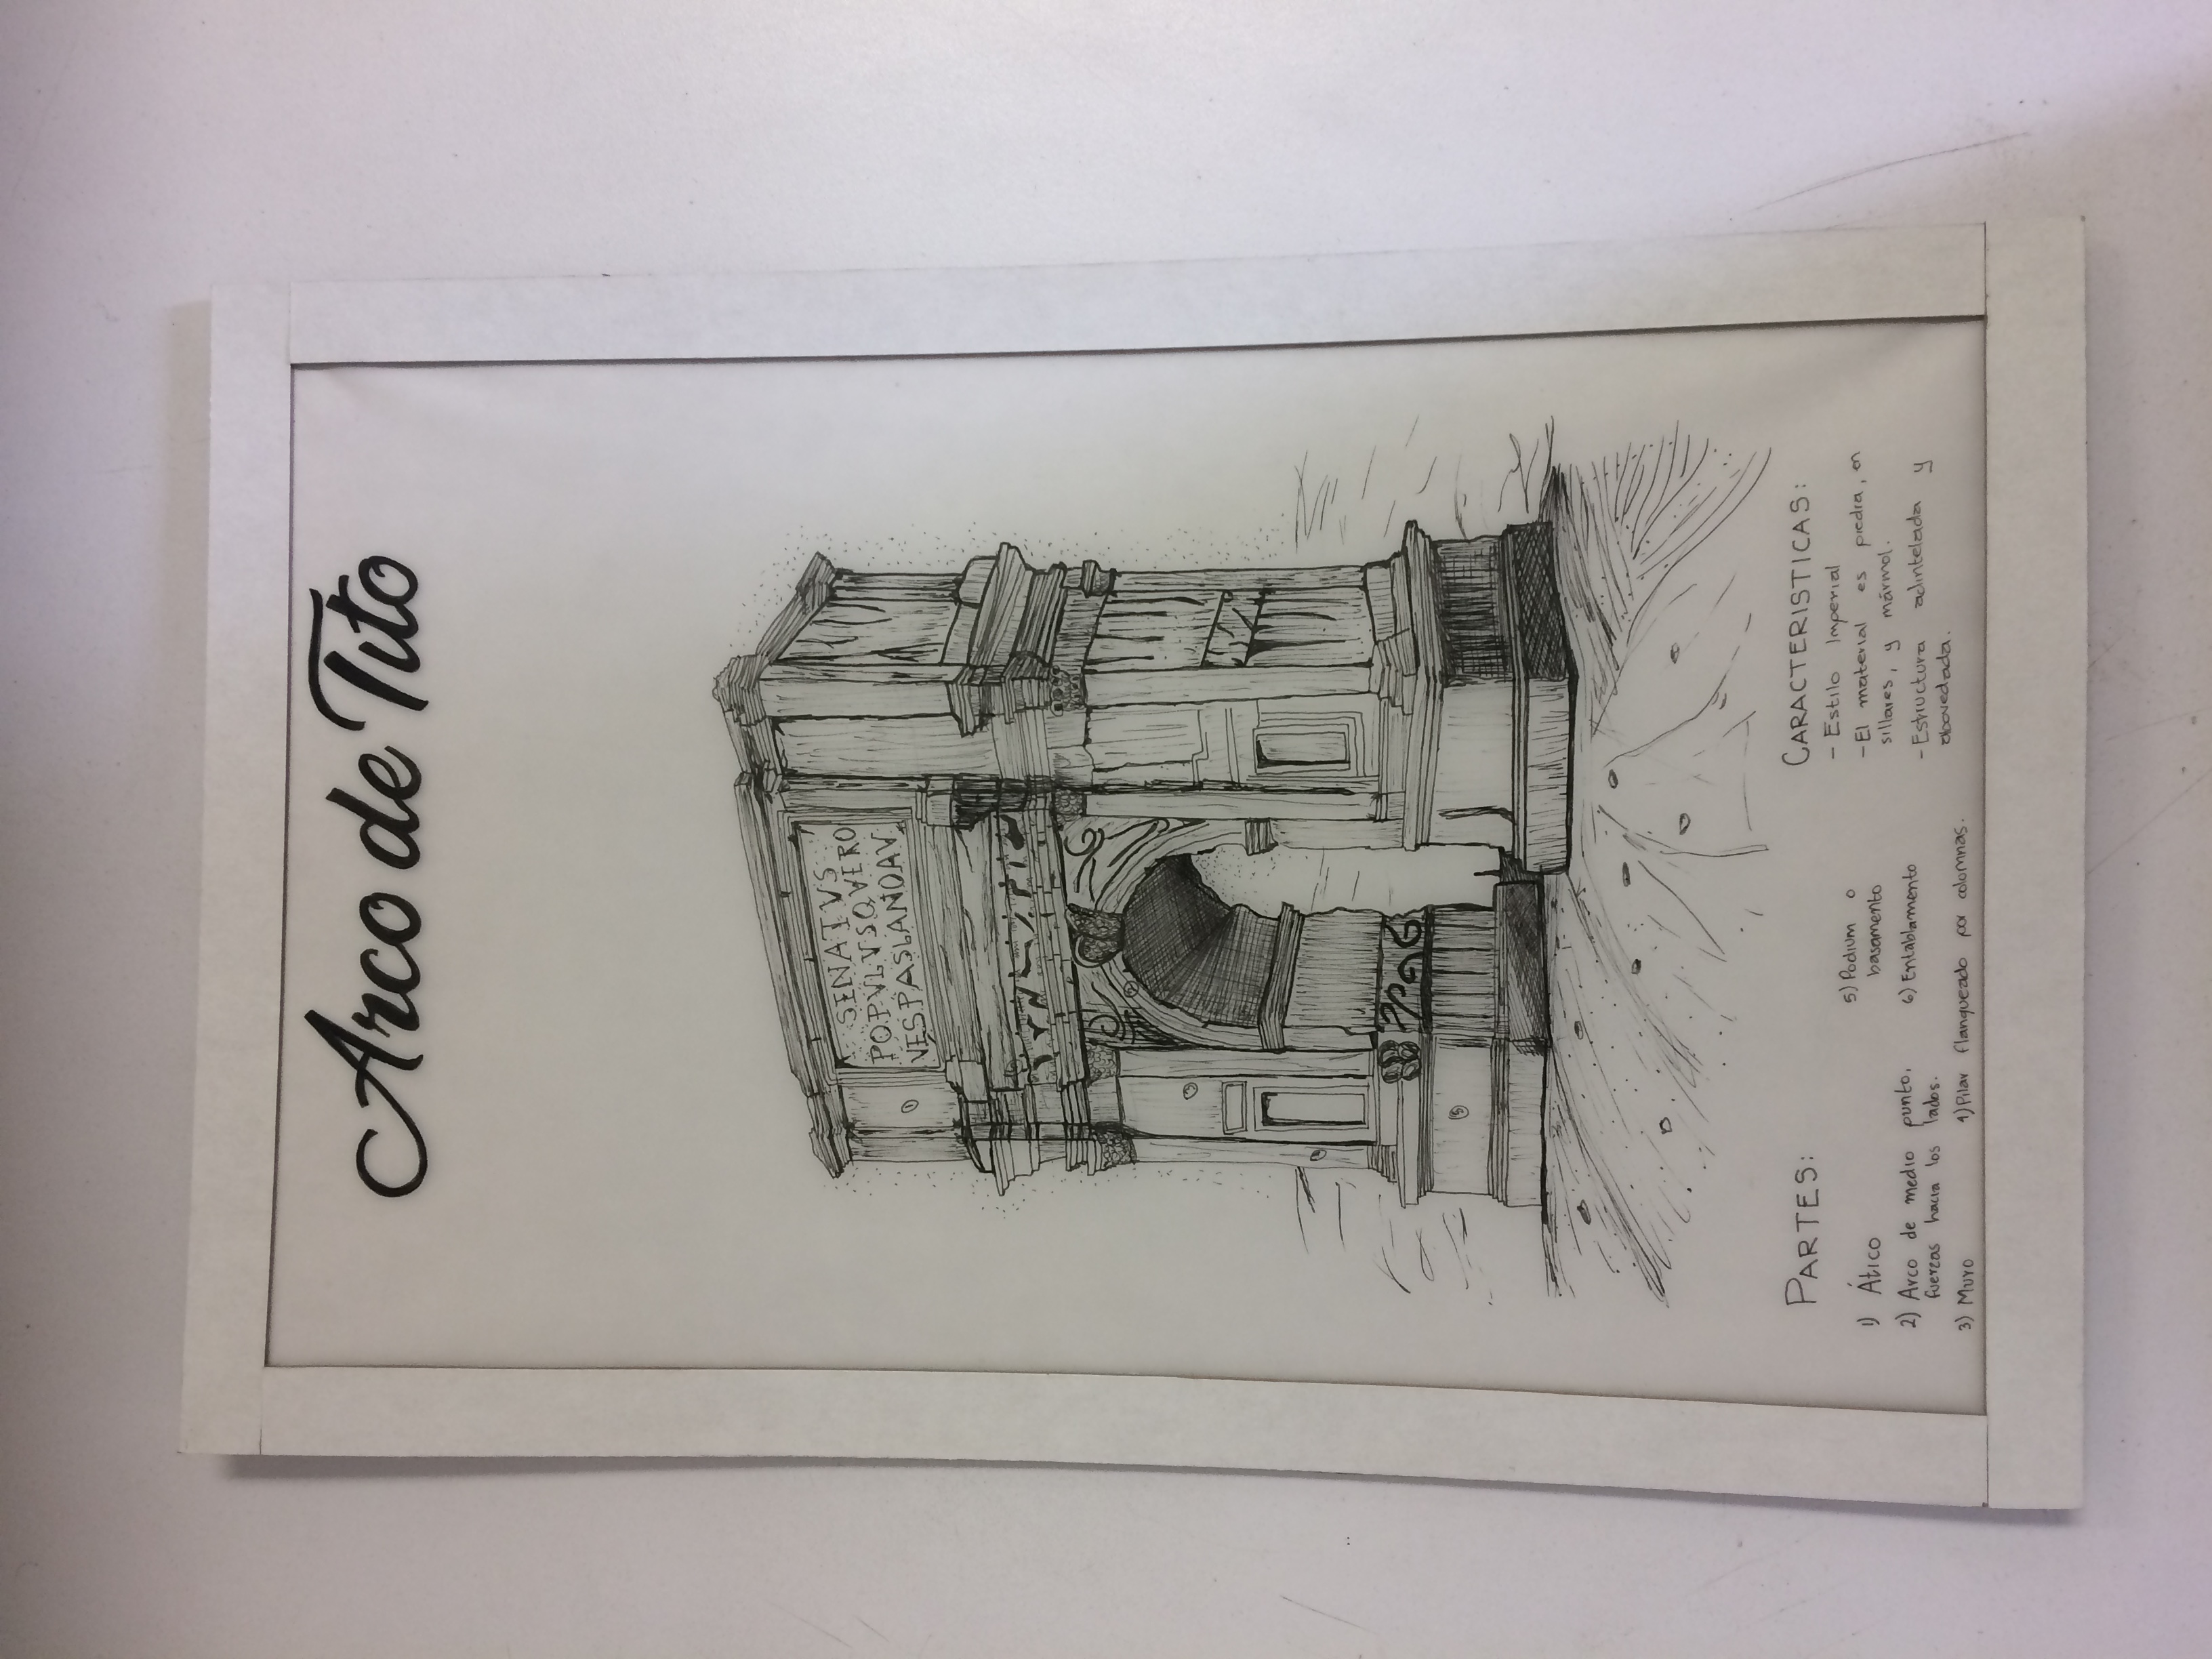 Arco de Tito
SENATVS
POPVLVSQVERO
VESPASIANOAV
PARTES:
1) Ático
2) Arco de medio punto,
fuerzas hacia los lados.
3) Muro
4) Pilar flanqueado por colomnas.
5) Podium o
basamento
6) Entablamento
CARACTERISTICAS:
- Estilo Imperial
- El material es piedra, en
sillares, y mármol.
- Estructura adintelada y
abovedada.